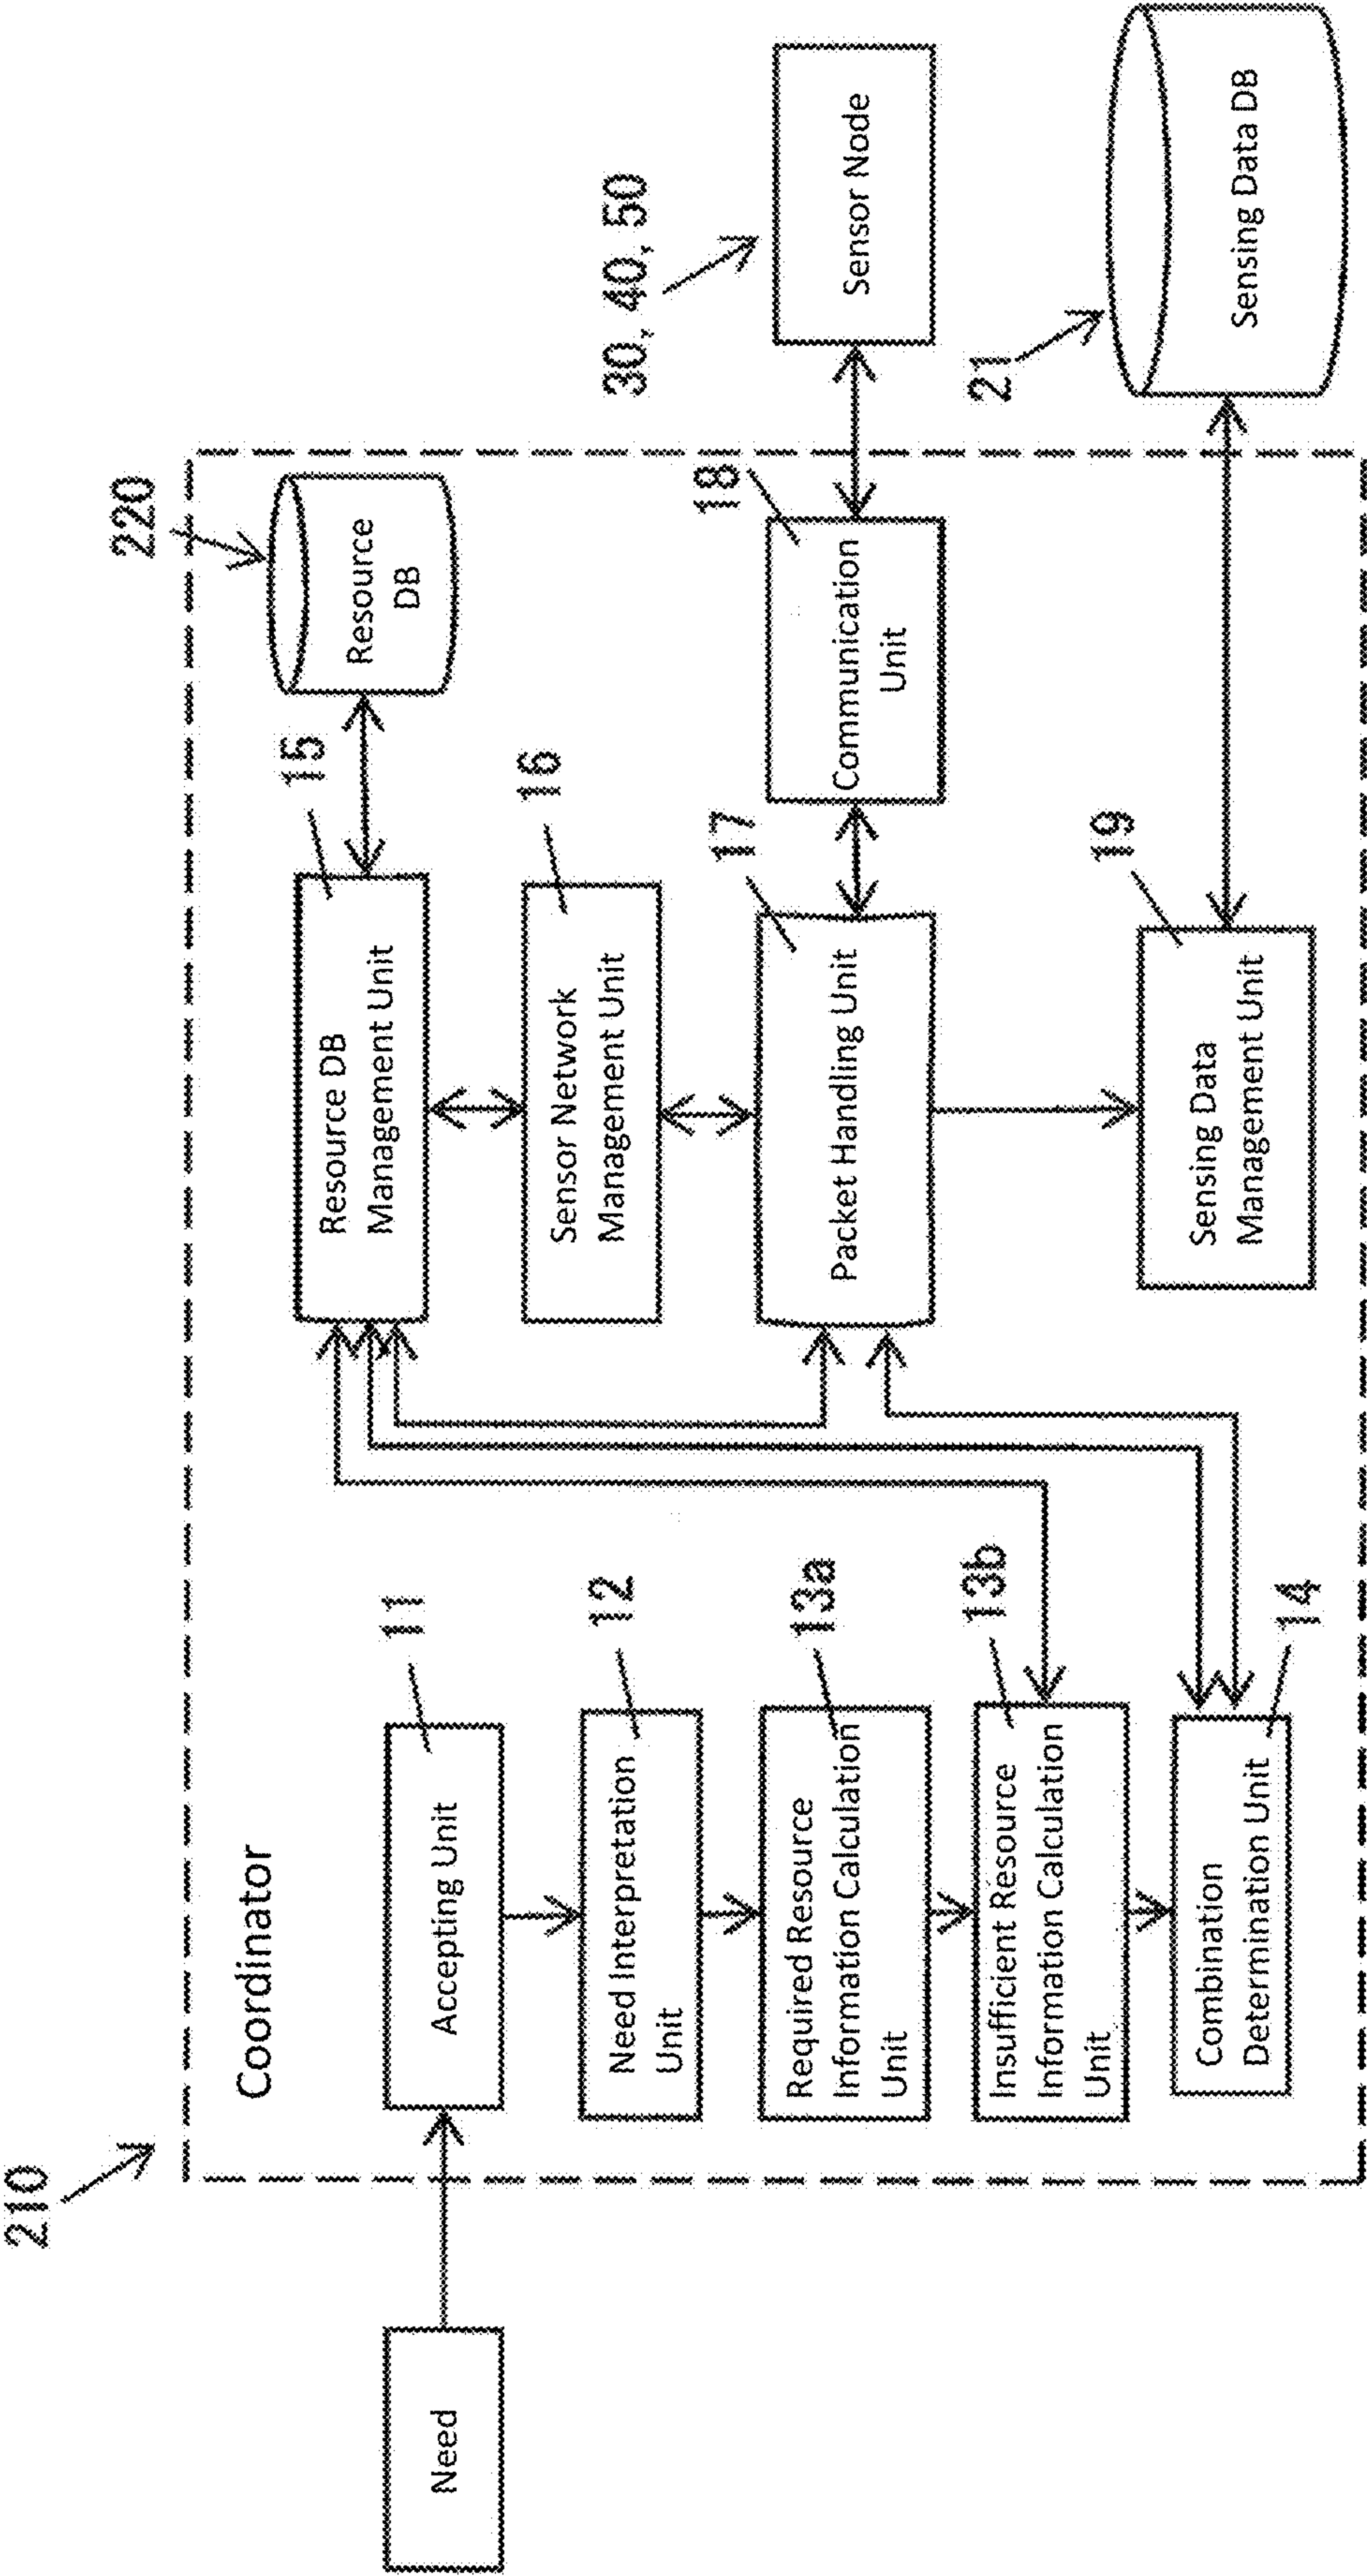 210
Coordinator
Need
Accepting Unit
11
Need Interpretation
Unit
12
Required Resource
Information Calculation
Unit
13a
Insufficient Resource
Information Calculation
Unit
13b
Combination
Determination Unit
14
Resource DB
Management Unit
15
Resource
DB
220
Sensor Network
Management Unit
16
Packet Handling Unit
17
Communication
Unit
18
Sensor Node
30, 40, 50
Sensing Data
Management Unit
19
Sensing Data DB
21